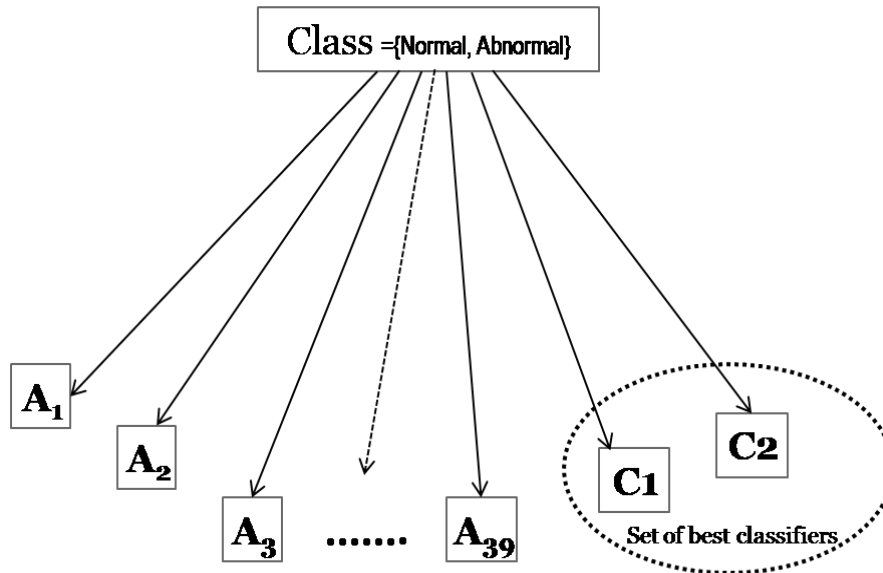 Class ={Normal, Abnormal}
A1
A2
A3
.......
A39
C1
C2
Set of best classifiers